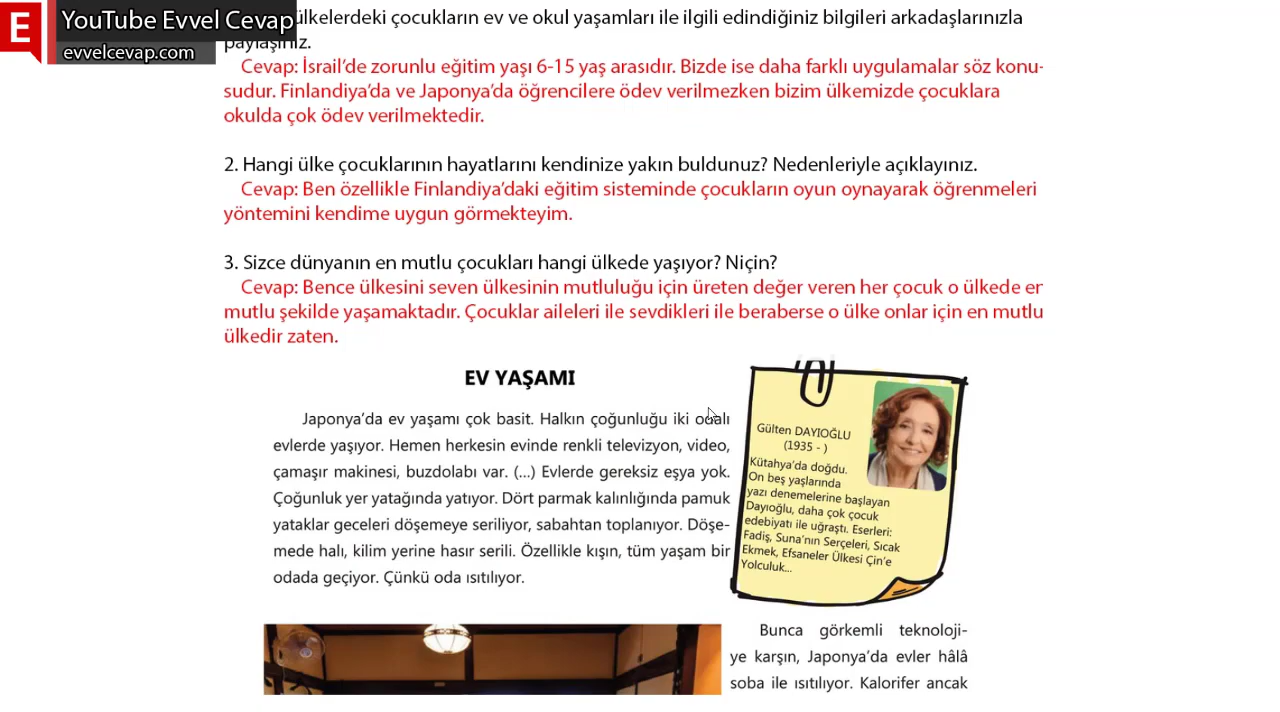 E YouTube Evvel Cevap
evvelcevap.com
ülkelerdeki çocukların ev ve okul yaşamları ile ilgili edindiğiniz bilgileri arkadaşlarınızla
paylaşınız.
Cevap: İsrail’de zorunlu eğitim yaşı 6-15 yaş arasıdır. Bizde ise daha farklı uygulamalar söz konu-
sudur. Finlandiya’da ve Japonya’da öğrencilere ödev verilmezken bizim ülkemizde çocuklara
okulda çok ödev verilmektedir.
2. Hangi ülke çocuklarının hayatlarını kendinize yakın buldunuz? Nedenleriyle açıklayınız.
Cevap: Ben özellikle Finlandiya’daki eğitim sisteminde çocukların oyun oynayarak öğrenmeleri
yöntemini kendime uygun görmekteyim.
3. Sizce dünyanın en mutlu çocukları hangi ülkede yaşıyor? Niçin?
Cevap: Bence ülkesini seven ülkesinin mutluluğu için üreten değer veren her çocuk o ülkede en
mutlu şekilde yaşamaktadır. Çocuklar aileleri ile sevdikleri ile beraberse o ülke onlar için en mutlu
ülkedir zaten.
EV YAŞAMI
Japonya’da ev yaşamı çok basit. Halkın çoğunluğu iki odalı
evlerde yaşıyor. Hemen herkesin evinde renkli televizyon, video,
çamaşır makinesi, buzdolabı var. (...) Evlerde gereksiz eşya yok.
Çoğunluk yer yatağında yatıyor. Dört parmak kalınlığında pamuk
yataklar geceleri döşemeye seriliyor, sabahtan toplanıyor. Döşe-
mede halı, kilim yerine hasır serili. Özellikle kışın, tüm yaşam bir
odada geçiyor. Çünkü oda ısıtılıyor.
Gülten DAYIOĞLU
(1935 - )
Kütahya’da doğdu.
On beş yaşlarında
yazı denemelerine başlayan
Dayıoğlu, daha çok çocuk
edebiyatı ile uğraştı. Eserleri:
Fadiş, Suna’nın Serçeleri, Sıcak
Ekmek, Efsaneler Ülkesi Çin’e
Yolculuk...
Bunca görkemli teknoloji-
ye karşın, Japonya’da evler hâlâ
soba ile ısıtılıyor. Kalorifer ancak